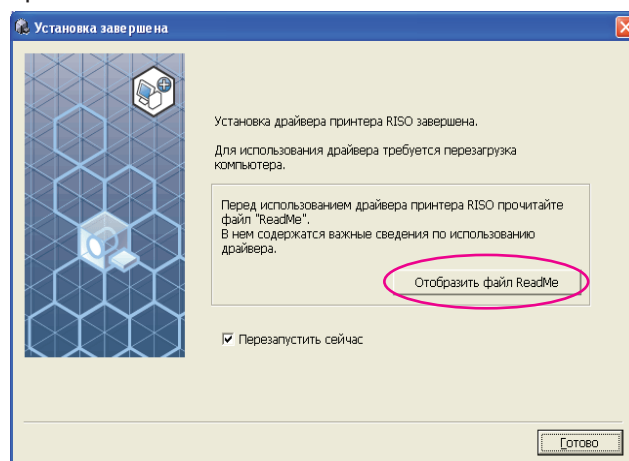 Установка завершена
Установка драйвера принтера RISO завершена.
Для использования драйвера требуется перезагрузка
компьютера.
Перед использованием драйвера принтера RISO прочитайте
файл "ReadMe".
В нем содержатся важные сведения по использованию
драйвера.
Отобразить файл ReadMe
Перезапустить сейчас
Готово